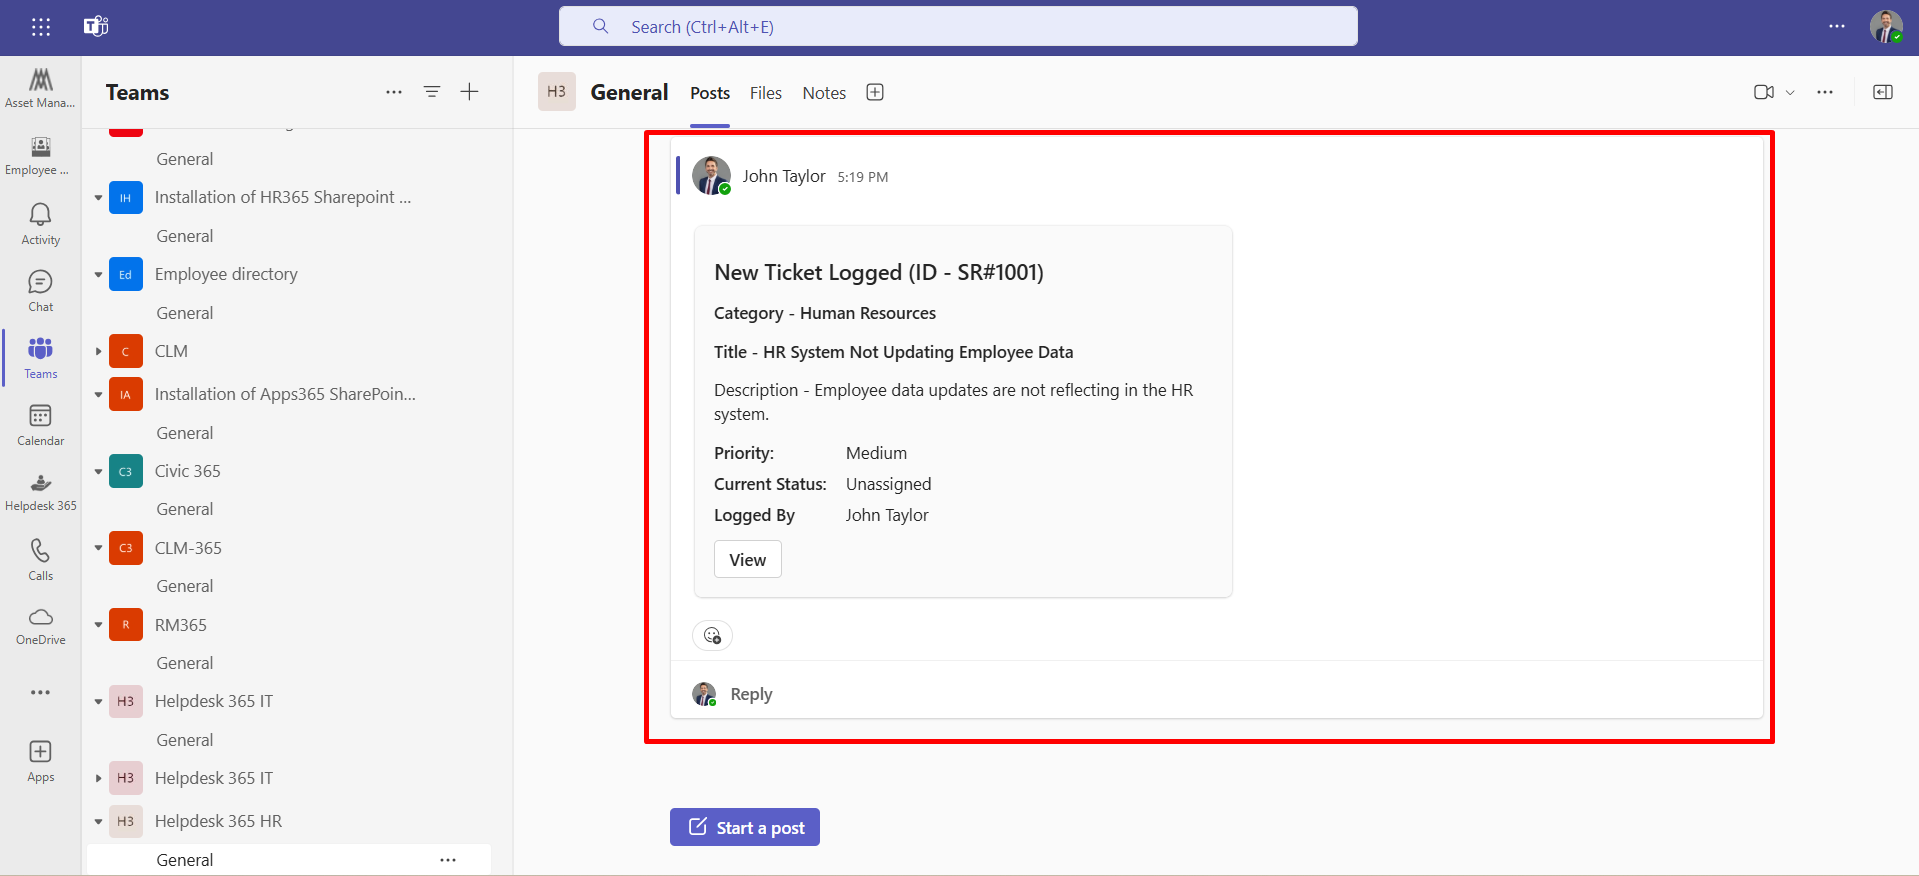 Search (Ctrl+Alt+E)
Asset Mana...
Employee ...
Activity
Chat
Teams
Calendar
Helpdesk 365
Calls
OneDrive
Apps
Teams
General
IH Installation of HR365 Sharepoint ...
General
Ed Employee directory
General
C CLM
IA Installation of Apps365 SharePoin...
General
C3 Civic 365
General
C3 CLM-365
General
R RM365
General
H3 Helpdesk 365 IT
General
H3 Helpdesk 365 IT
H3 Helpdesk 365 HR
General
H3 General Posts Files Notes
John Taylor 5:19 PM
New Ticket Logged (ID - SR#1001)
Category - Human Resources
Title - HR System Not Updating Employee Data
Description - Employee data updates are not reflecting in the HR
system.
Priority: Medium
Current Status: Unassigned
Logged By John Taylor
View
Reply
Start a post